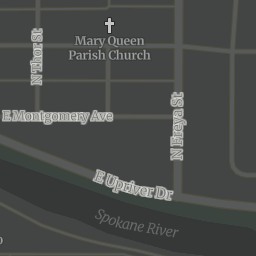 N Thor St
Mary Queen
Parish Church
E Montgomery Ave
N Freya St
E Upriver Dr
Spokane River